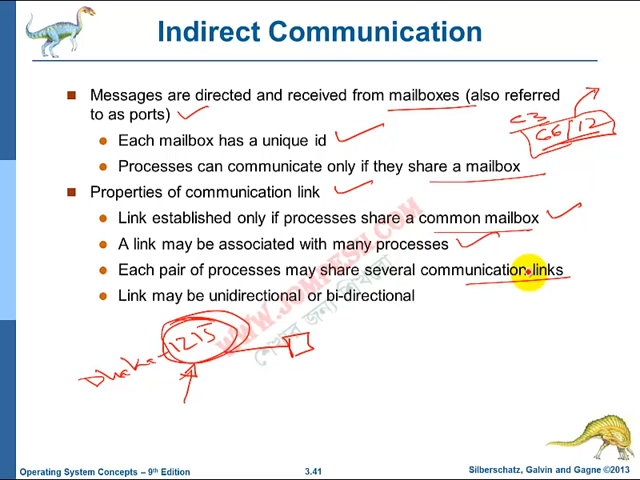 Indirect Communication
Messages are directed and received from mailboxes (also referred
to as ports)
C3
C6 12
Each mailbox has a unique id
Processes can communicate only if they share a mailbox
Properties of communication link
Link established only if processes share a common mailbox
A link may be associated with many processes
Each pair of processes may share several communication links
Link may be unidirectional or bi-directional
WWW.JOMPESH.COM
Dhaka-1215
Operating System Concepts – 9th Edition
3.41
Silberschatz, Galvin and Gagne ©2013